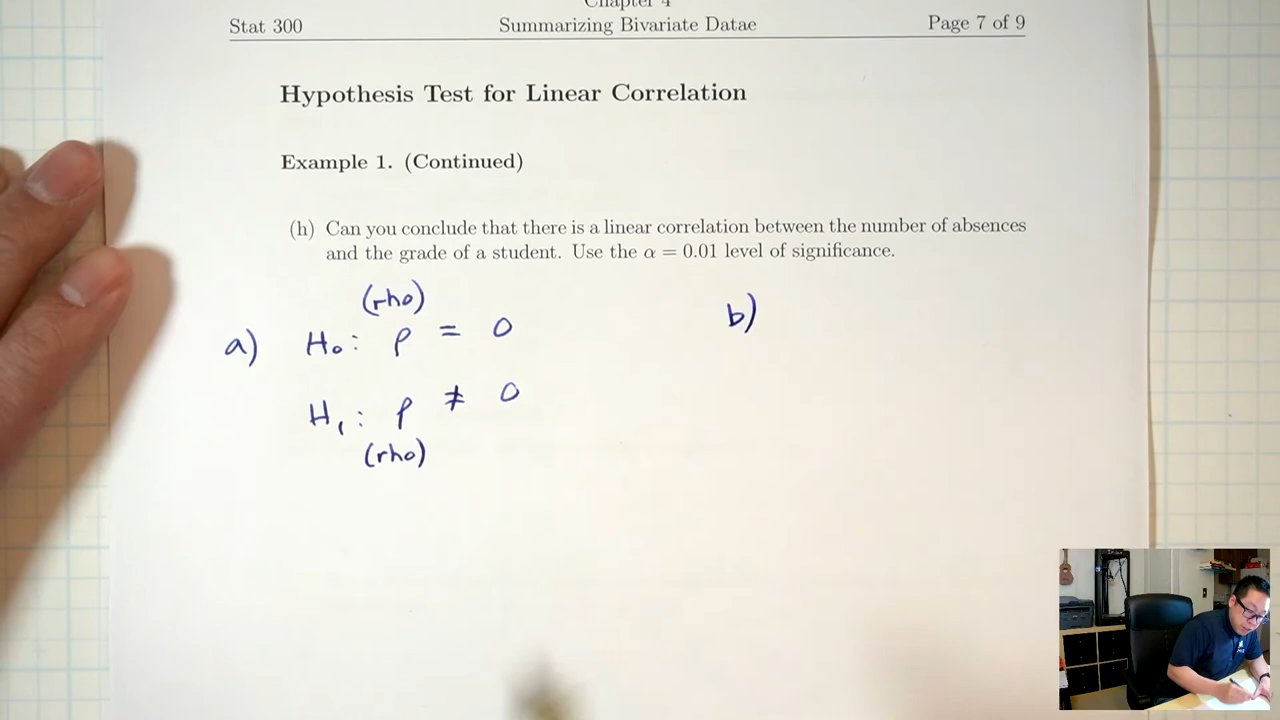 Chapter 4
Stat 300 Summarizing Bivariate Datae Page 7 of 9
Hypothesis Test for Linear Correlation
Example 1. (Continued)
(h) Can you conclude that there is a linear correlation between the number of absences
and the grade of a student. Use the α = 0.01 level of significance.
(rho)
a) H₀: ρ = 0
H₁: ρ ≠ 0
(rho)
b)